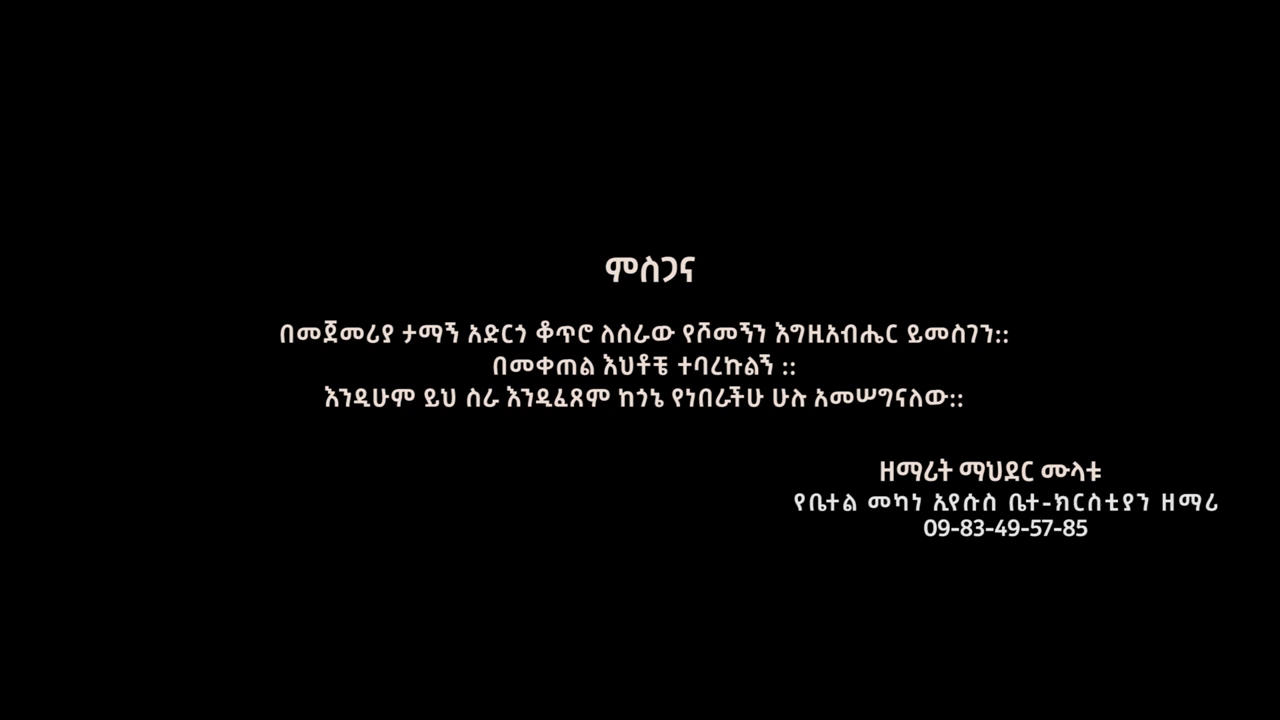 ምስጋና
በመጀመሪያ ታማኝ አድርጎ ቆጥሮ ለስራው የሾመኝን እግዚአብሔር ይመስገን::
በመቀጠል እህቶቼ ተባረኩልኝ ::
እንዲሁም ይህ ስራ እንዲፈጸም ከጎኔ የነበራችሁ ሁሉ አመሠግናለው::
ዘማሪት ማህደር ሙላቱ
የቤተል መካነ ኢየሱስ ቤተ-ክርስቲያን ዘማሪ
09-83-49-57-85